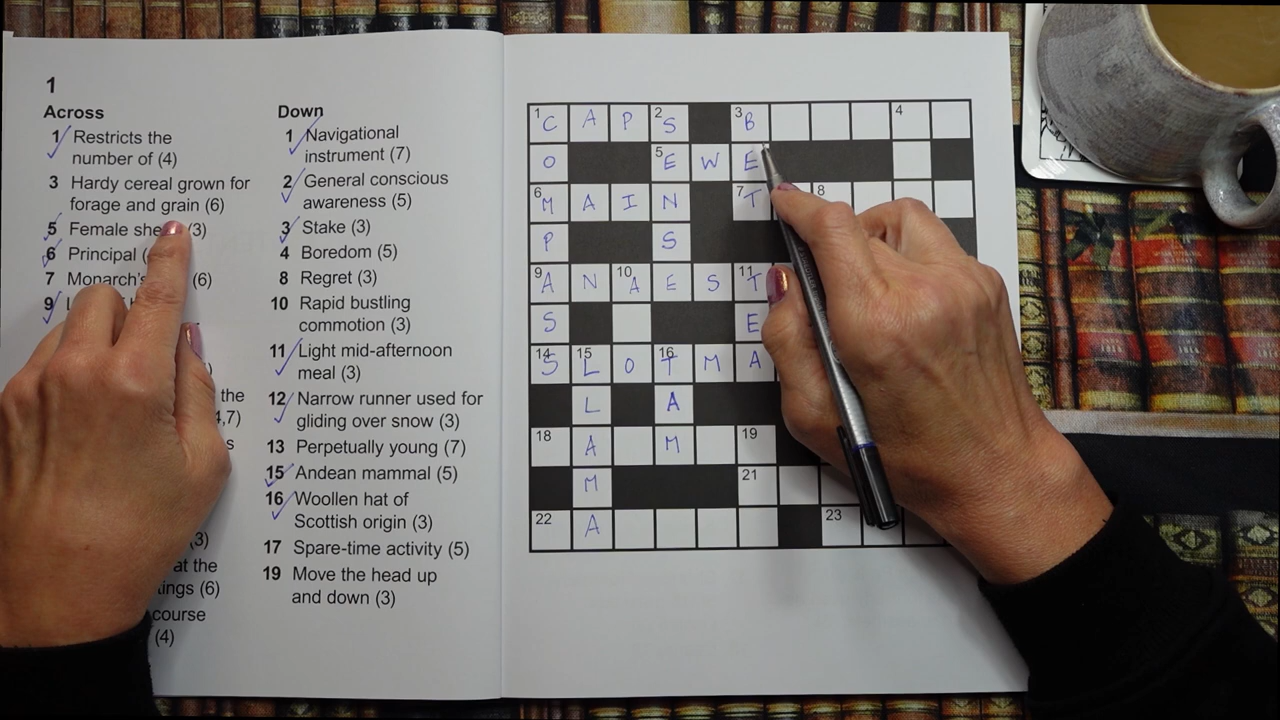 1
Across
1 Restricts the
number of (4)
3 Hardy cereal grown for
forage and grain (6)
5 Female (3)
6 Principal
7 (6)
9
the
4,7)
(3)
at the
(6)
course
(4)
Down
1 Navigational
instrument (7)
2 General conscious
awareness (5)
3 Stake (3)
4 Boredom (5)
8 Regret (3)
10 Rapid bustling
commotion (3)
11 Light mid-afternoon
meal (3)
12 Narrow runner used for
gliding over snow (3)
13 Perpetually young (7)
15 Andean mammal (5)
16 Woollen hat of
Scottish origin (3)
17 Spare-time activity (5)
19 Move the head up
and down (3)
1 C A P 2 S 3 B 4
O 5 E W E
6 M A I N 7 T 8
P S
9 A N 10 A E S 11 T
S E
14 S 15 L O 16 T M A
L A
18 A M 19
M 21
22 A 23